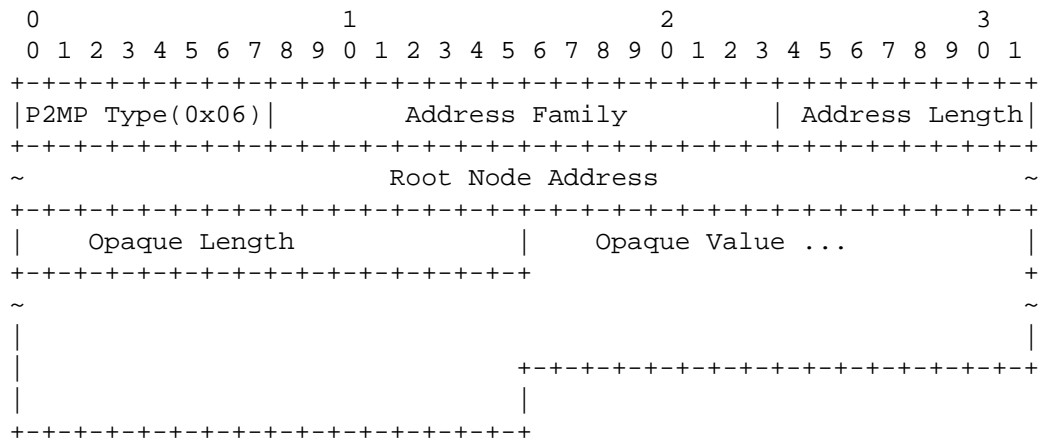 0                   1                   2                   3
 0 1 2 3 4 5 6 7 8 9 0 1 2 3 4 5 6 7 8 9 0 1 2 3 4 5 6 7 8 9 0 1
+-+-+-+-+-+-+-+-+-+-+-+-+-+-+-+-+-+-+-+-+-+-+-+-+-+-+-+-+-+-+-+-+
|P2MP Type(0x06)|        Address Family         | Address Length|
+-+-+-+-+-+-+-+-+-+-+-+-+-+-+-+-+-+-+-+-+-+-+-+-+-+-+-+-+-+-+-+-+
~                       Root Node Address                       ~
+-+-+-+-+-+-+-+-+-+-+-+-+-+-+-+-+-+-+-+-+-+-+-+-+-+-+-+-+-+-+-+-+
|    Opaque Length              |    Opaque Value ...           |
+-+-+-+-+-+-+-+-+-+-+-+-+-+-+-+-+                               +
~                                                               ~
|                                                               |
|                               +-+-+-+-+-+-+-+-+-+-+-+-+-+-+-+-+
|                               |
+-+-+-+-+-+-+-+-+-+-+-+-+-+-+-+-+